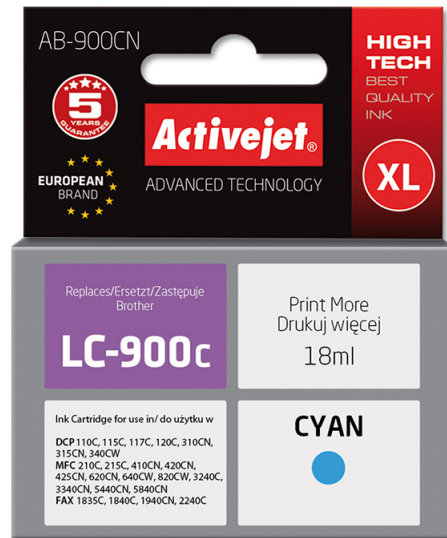 AB-900CN
5
YEARS
GUARANTEE
EUROPEAN
BRAND
Activejet®
ADVANCED TECHNOLOGY
HIGH
TECH
BEST
QUALITY
INK
XL
Replaces/Ersetzt/Zastępuje
Brother
LC-900c
Print More
Drukuj więcej
18ml
Ink Cartridge for use in/ do użytku w
DCP 110C, 115C, 117C, 120C, 310CN,
315CN, 340CW
MFC 210C, 215C, 410CN, 420CN,
425CN, 620CN, 640CW, 820CW, 3240C,
3340CN, 5440CN, 5840CN
FAX 1835C, 1840C, 1940CN, 2240C
CYAN